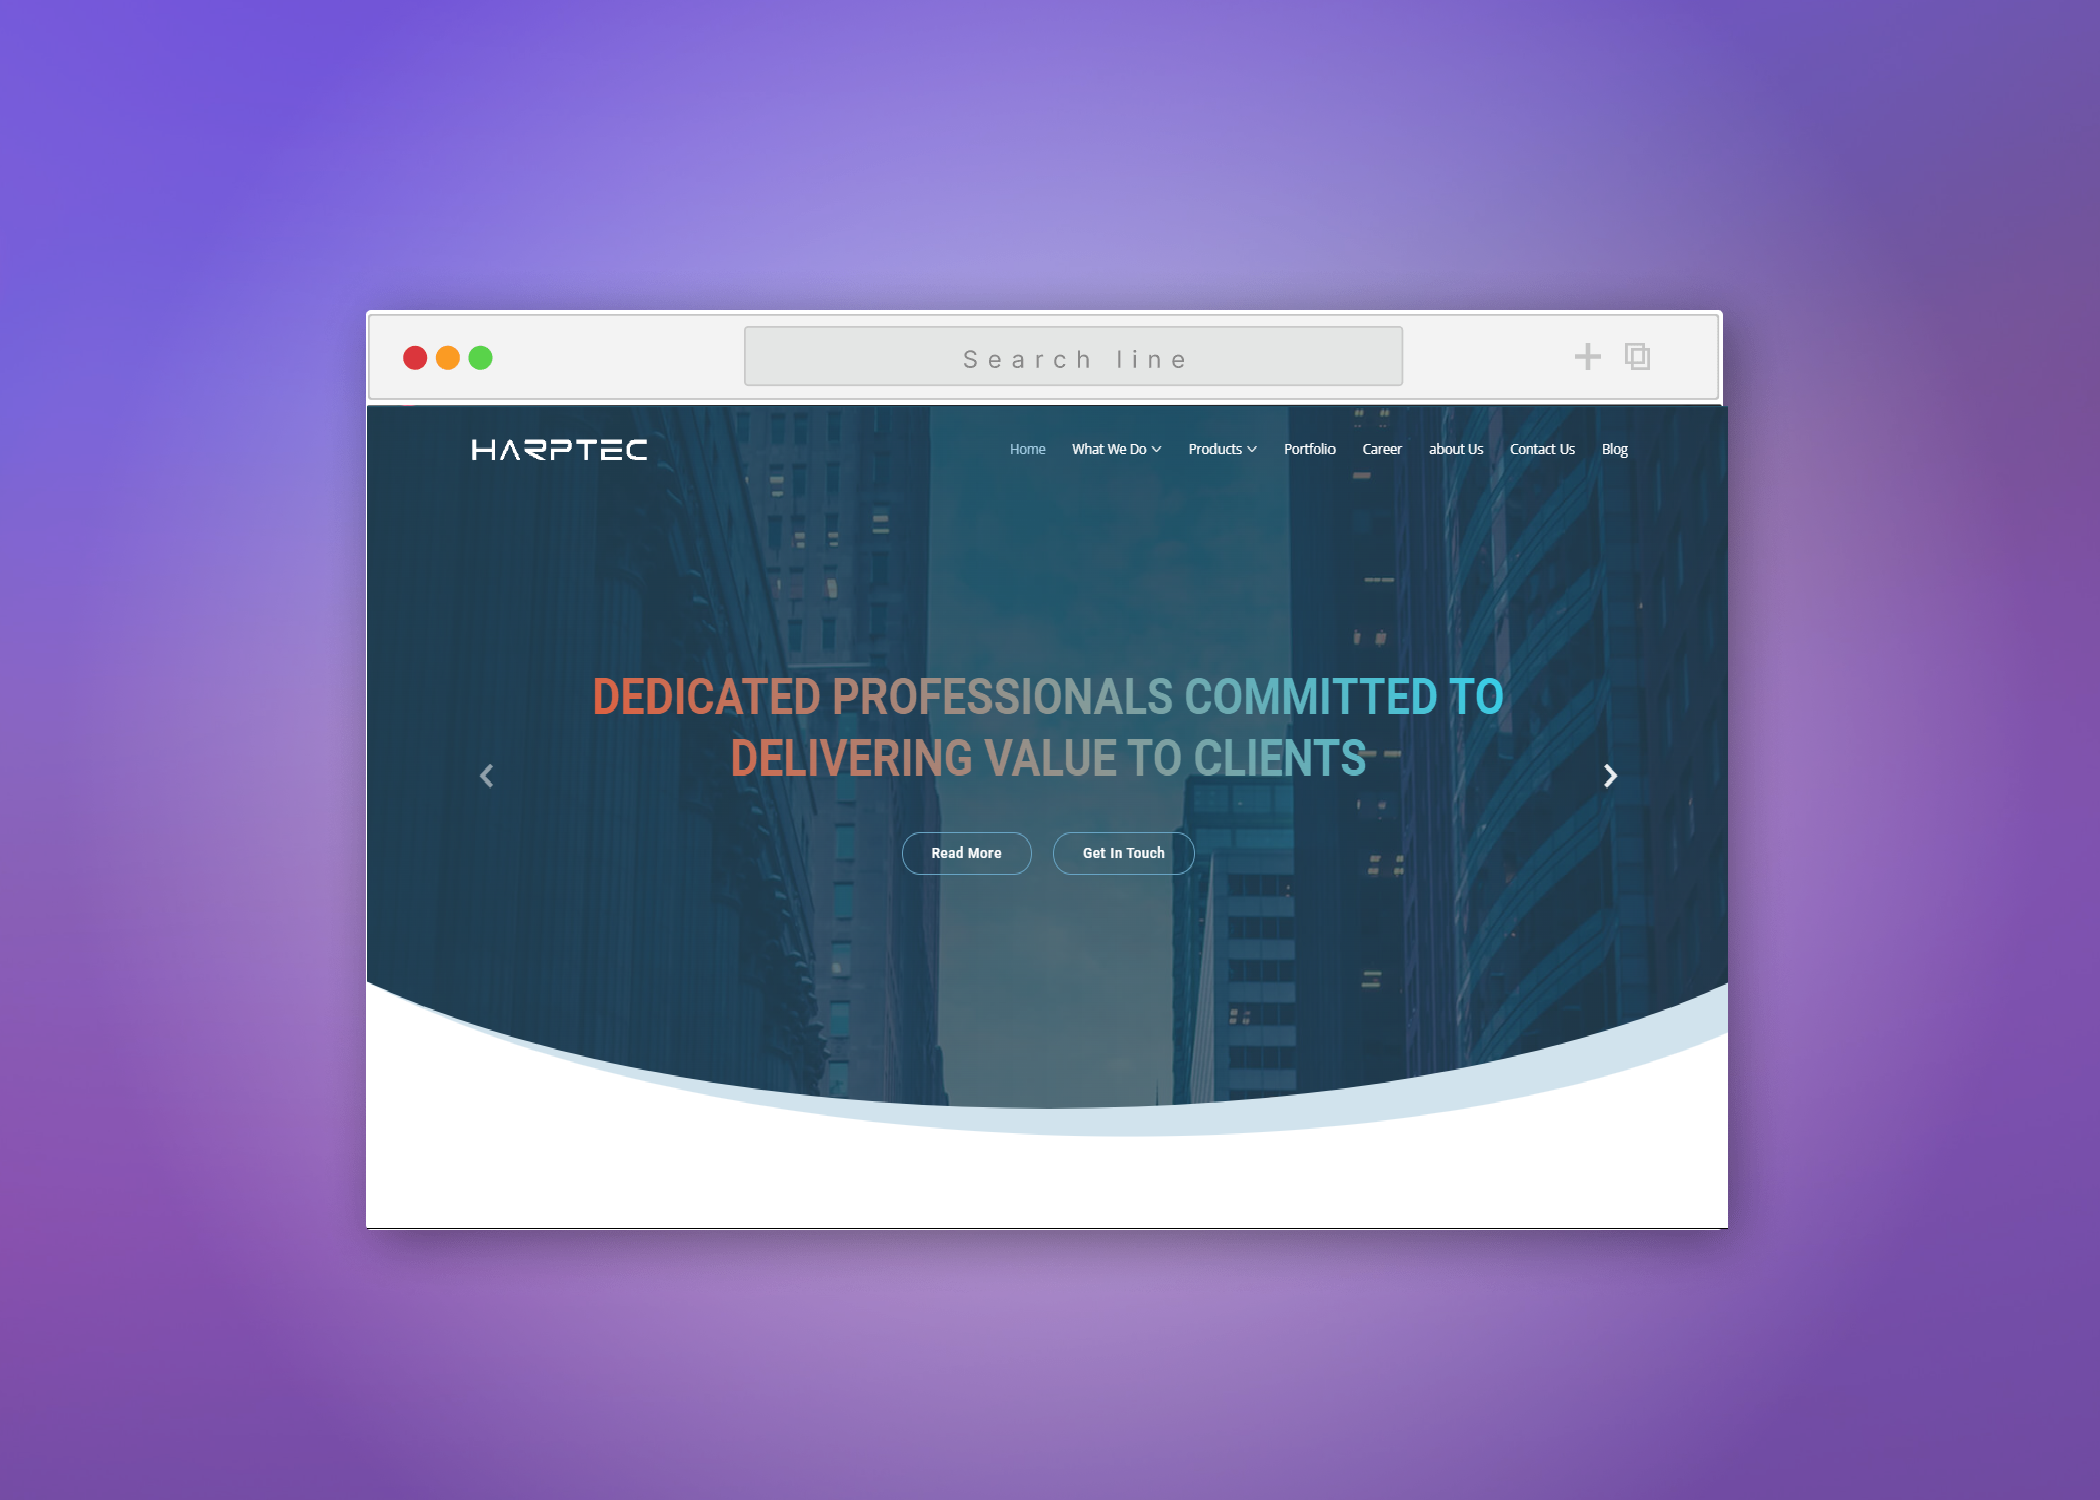 Search line
HARPTEC
Home What We Do Products Portfolio Career about Us Contact Us Blog
DEDICATED PROFESSIONALS COMMITTED TO
DELIVERING VALUE TO CLIENTS
Read More Get In Touch